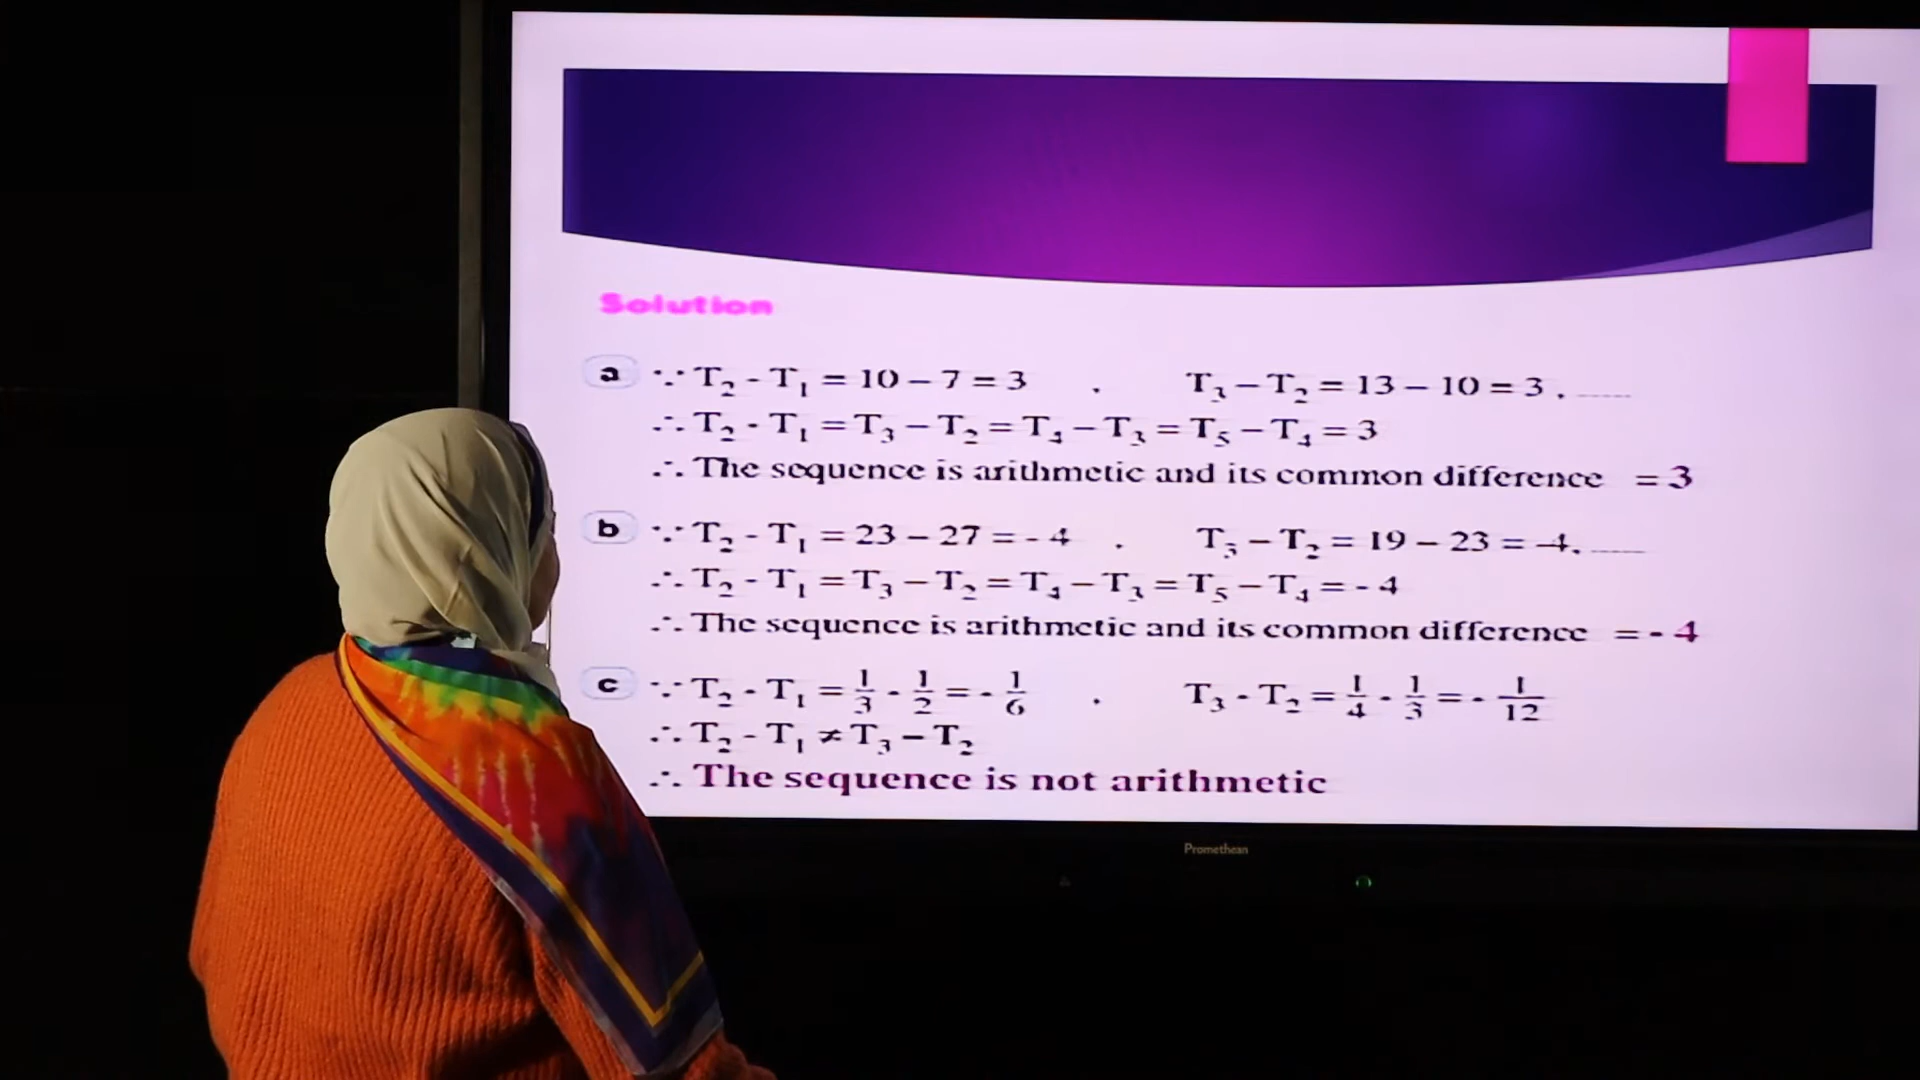 Solution
a ∵ T₂ - T₁ = 10 – 7 = 3 , T₃ – T₂ = 13 – 10 = 3 , ......
∴ T₂ - T₁ = T₃ – T₂ = T₄ – T₃ = T₅ – T₄ = 3
∴ The sequence is arithmetic and its common difference = 3
b ∵ T₂ - T₁ = 23 – 27 = - 4 , T₃ – T₂ = 19 – 23 = –4, ......
∴ T₂ - T₁ = T₃ – T₂ = T₄ – T₃ = T₅ – T₄ = - 4
∴ The sequence is arithmetic and its common difference = - 4
c ∵ T₂ - T₁ = 1/3 - 1/2 = - 1/6 , T₃ - T₂ = 1/4 - 1/3 = - 1/12
∴ T₂ - T₁ ≠ T₃ – T₂
∴ The sequence is not arithmetic
Promethean